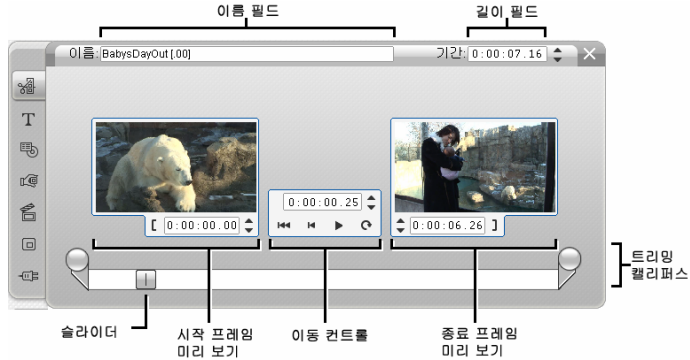 이름 필드
길이 필드
이름: BabysDayOut [.00]
기간: 0:00:07.16
T
0:00:00.25
[ 0:00:00.00
0:00:06.26 ]
트리밍
캘리퍼스
슬라이더
시작 프레임
미리 보기
이동 컨트롤
종료 프레임
미리 보기